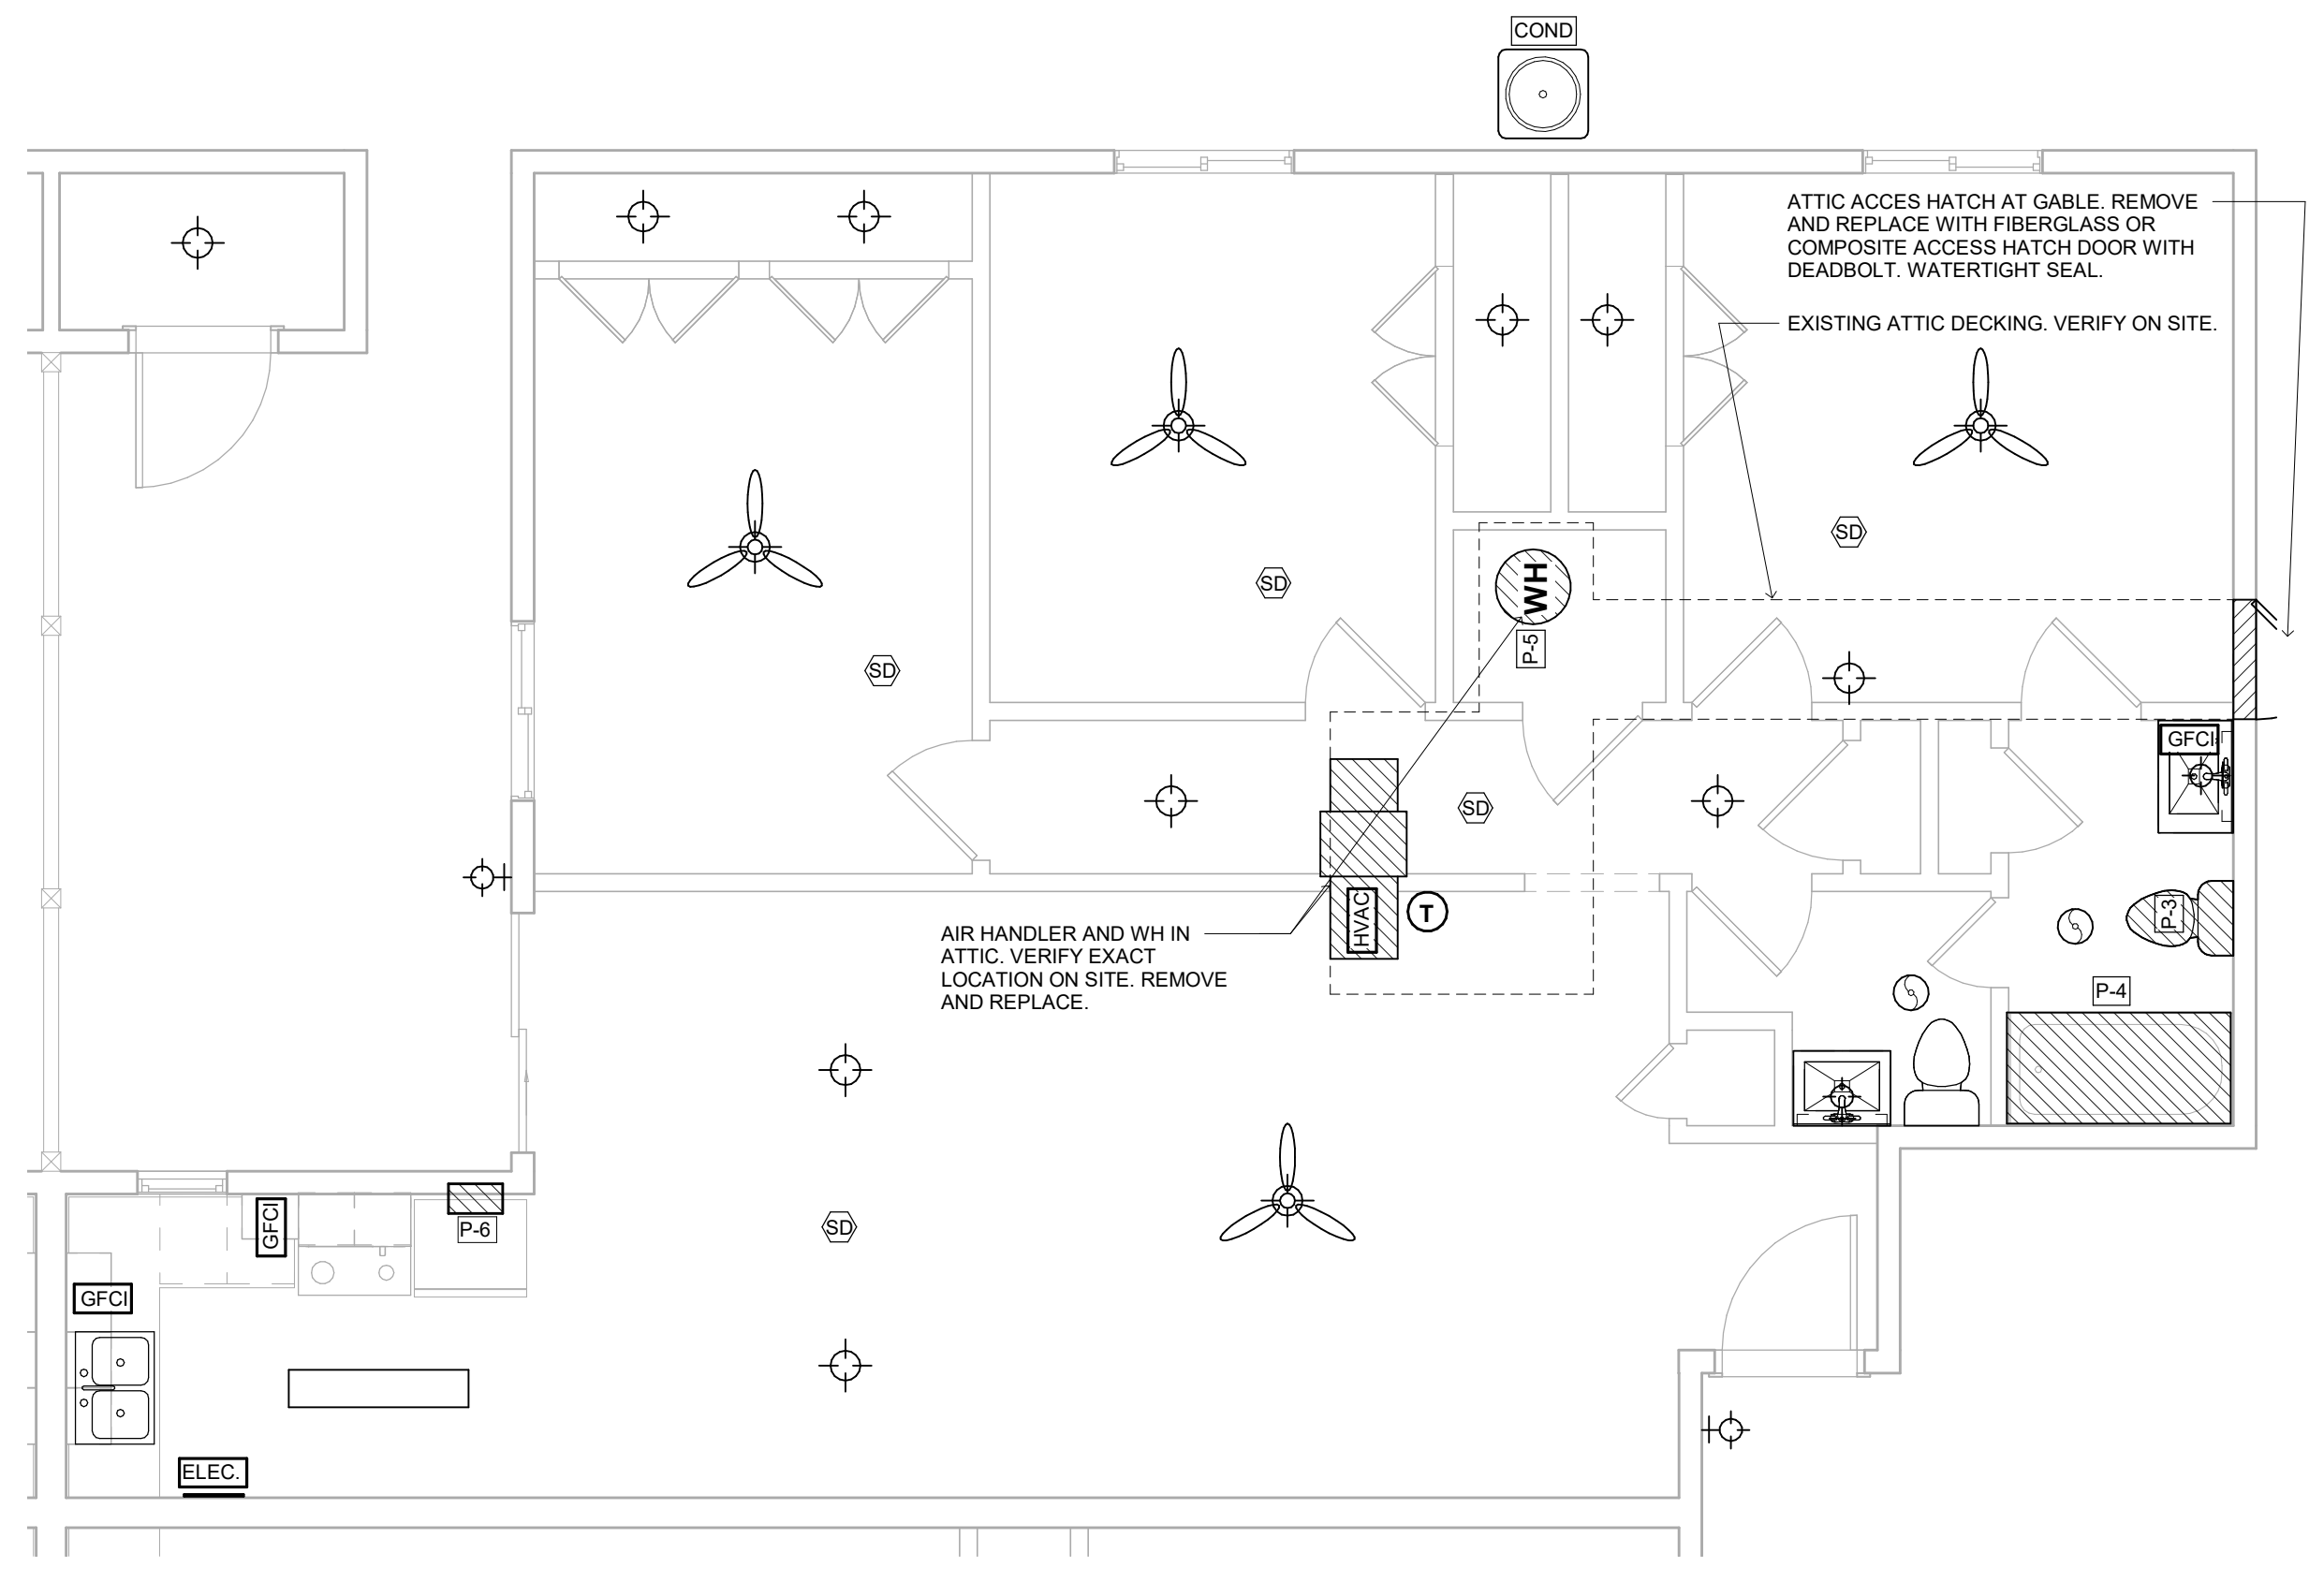 COND
ATTIC ACCES HATCH AT GABLE. REMOVE
AND REPLACE WITH FIBERGLASS OR
COMPOSITE ACCESS HATCH DOOR WITH
DEADBOLT. WATERTIGHT SEAL.
EXISTING ATTIC DECKING. VERIFY ON SITE.
SD
SD
WH
P-5
SD
GFCI
SD
HVAC
T
P-3
AIR HANDLER AND WH IN
ATTIC. VERIFY EXACT
LOCATION ON SITE. REMOVE
AND REPLACE.
P-4
GFCI
P-6
SD
GFCI
ELEC.